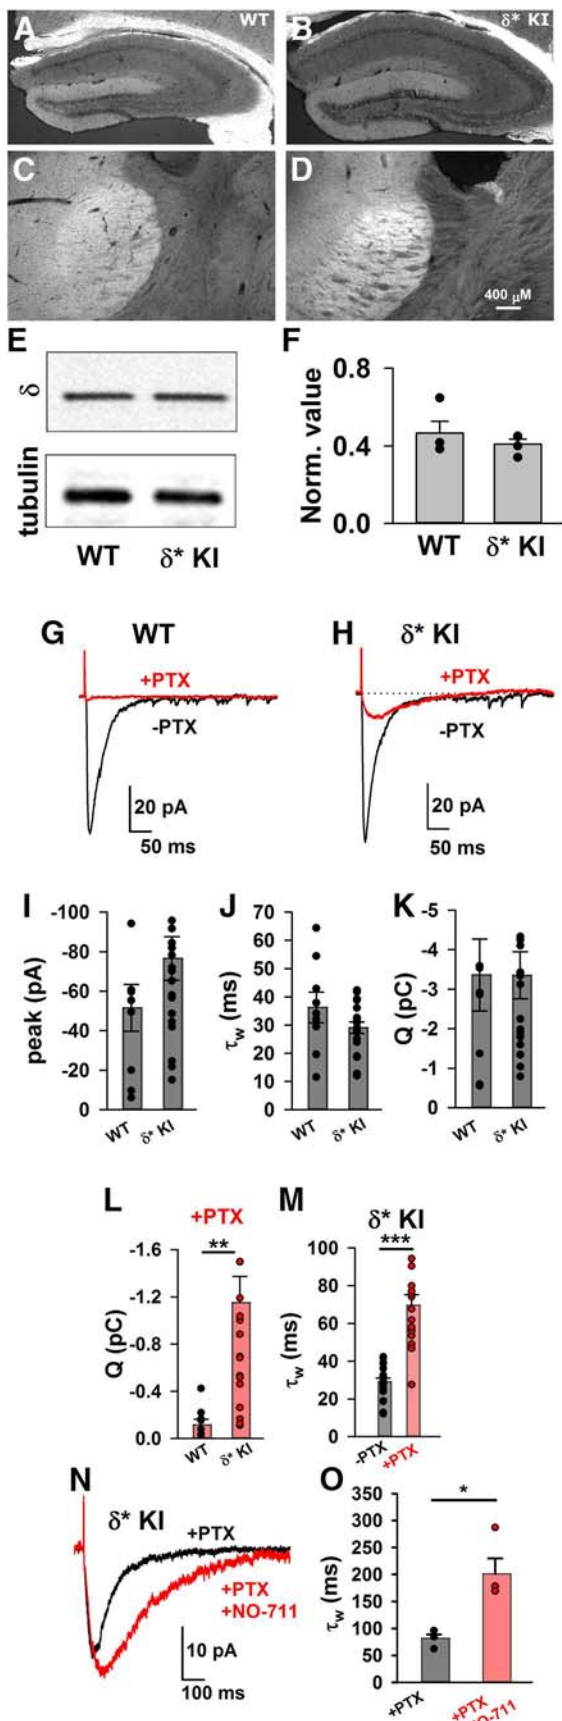 A
WT
B
δ* KI
C
D
400 μM
E
δ
tubulin
WT
δ* KI
F
Norm. value
0.8
0.4
0.0
WT
δ* KI
G
WT
+PTX
-PTX
20 pA
50 ms
H
δ* KI
+PTX
-PTX
20 pA
50 ms
I
peak (pA)
-100
-80
-60
-40
-20
0
WT
δ* KI
J
τw (ms)
70
60
50
40
30
20
10
0
WT
δ* KI
K
Q (pC)
-5
-4
-3
-2
-1
0
WT
δ* KI
L
+PTX
Q (pC)
-1.6
-1.2
-0.8
-0.4
0.0
**
WT
δ* KI
M
δ* KI
τw (ms)
100
80
60
40
20
0
***
-PTX
+PTX
N
δ* KI
+PTX
+PTX
+NO-711
10 pA
100 ms
O
τw (ms)
350
300
250
200
150
100
50
0
*
+PTX
+PTX